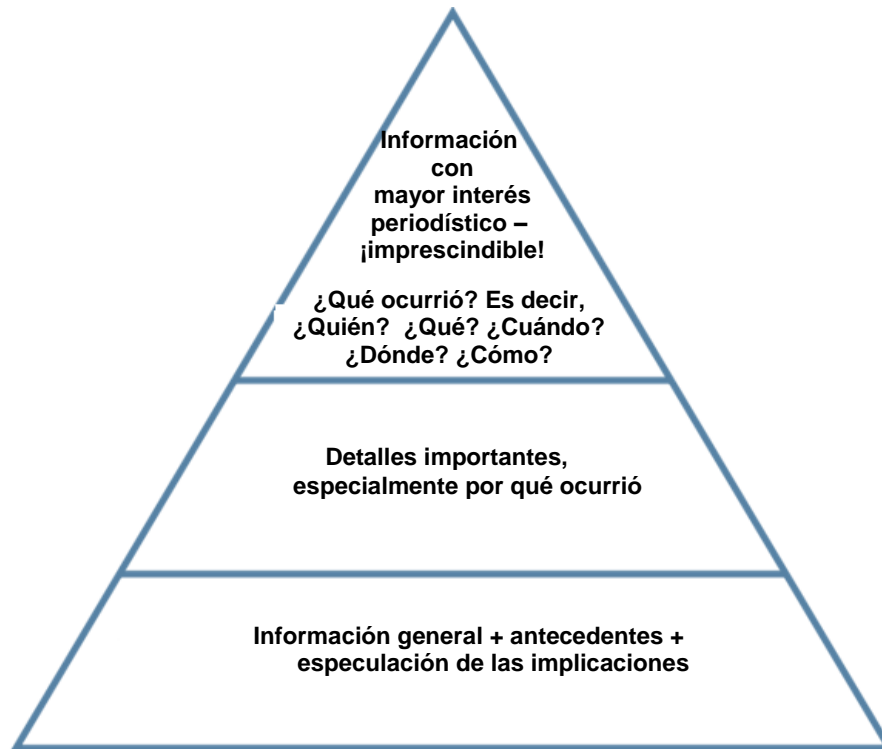 Información
con
mayor interés
periodístico –
¡imprescindible!
¿Qué ocurrió? Es decir,
¿Quién? ¿Qué? ¿Cuándo?
¿Dónde? ¿Cómo?
Detalles importantes,
especialmente por qué ocurrió
Información general + antecedentes +
especulación de las implicaciones